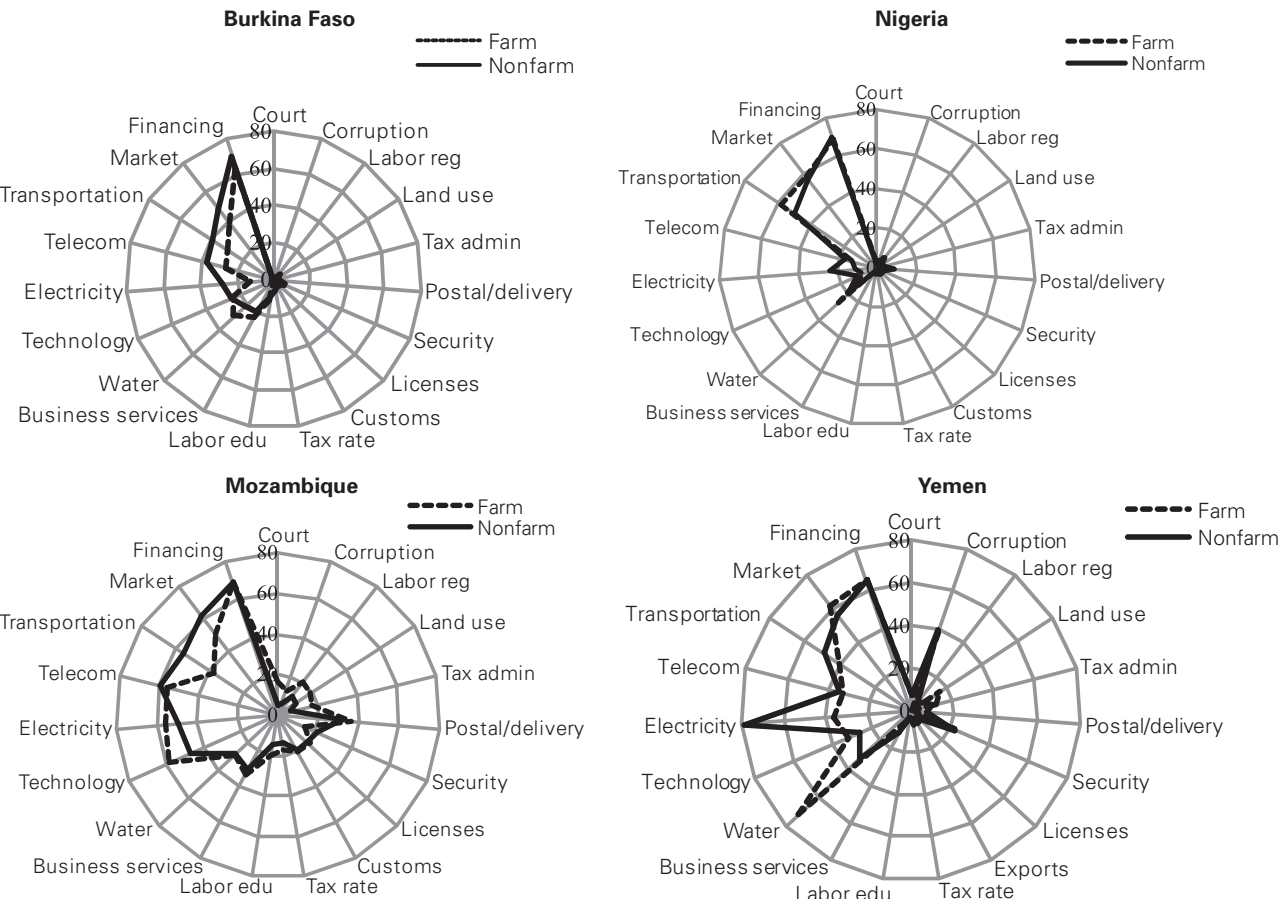 Burkina Faso
Farm
Nonfarm
Court
Corruption
Labor reg
Land use
Tax admin
Postal/delivery
Security
Licenses
Customs
Tax rate
Labor edu
Business services
Water
Technology
Electricity
Telecom
Transportation
Market
Financing
80
60
40
20
0
Nigeria
Farm
Nonfarm
Court
Corruption
Labor reg
Land use
Tax admin
Postal/delivery
Security
Licenses
Customs
Tax rate
Labor edu
Business services
Water
Technology
Electricity
Telecom
Transportation
Market
Financing
80
60
40
20
0
Mozambique
Farm
Nonfarm
Court
Corruption
Labor reg
Land use
Tax admin
Postal/delivery
Security
Licenses
Customs
Tax rate
Labor edu
Business services
Water
Technology
Electricity
Telecom
Transportation
Market
Financing
80
60
40
20
0
Yemen
Farm
Nonfarm
Court
Corruption
Labor reg
Land use
Tax admin
Postal/delivery
Security
Licenses
Exports
Tax rate
Labor edu
Business services
Water
Technology
Electricity
Telecom
Transportation
Market
Financing
80
60
40
20
0